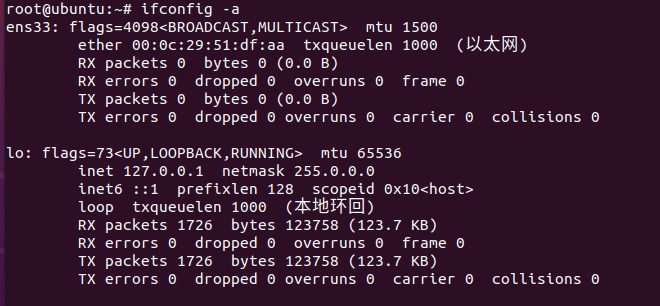 root@ubuntu:~# ifconfig -a
ens33: flags=4098<BROADCAST,MULTICAST>  mtu 1500
        ether 00:0c:29:51:df:aa  txqueuelen 1000  (以太网)
        RX packets 0  bytes 0 (0.0 B)
        RX errors 0  dropped 0  overruns 0  frame 0
        TX packets 0  bytes 0 (0.0 B)
        TX errors 0  dropped 0 overruns 0  carrier 0  collisions 0

lo: flags=73<UP,LOOPBACK,RUNNING>  mtu 65536
        inet 127.0.0.1  netmask 255.0.0.0
        inet6 ::1  prefixlen 128  scopeid 0x10<host>
        loop  txqueuelen 1000  (本地环回)
        RX packets 1726  bytes 123758 (123.7 KB)
        RX errors 0  dropped 0  overruns 0  frame 0
        TX packets 1726  bytes 123758 (123.7 KB)
        TX errors 0  dropped 0 overruns 0  carrier 0  collisions 0